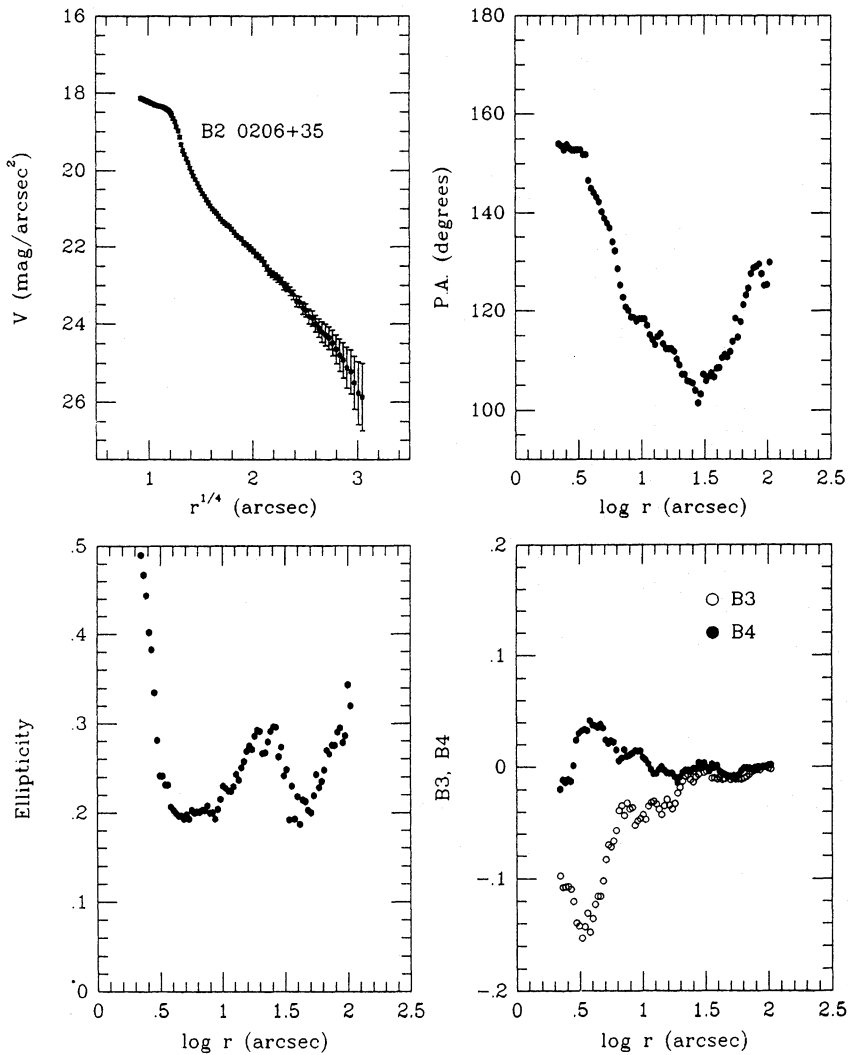 16
18
20
22
24
26
V (mag/arcsec²)
B2 0206+35
1 2 3
r^1/4 (arcsec)
180
160
140
120
100
P.A. (degrees)
0 .5 1 1.5 2 2.5
log r (arcsec)
.5
.4
.3
.2
.1
0
Ellipticity
0 .5 1 1.5 2 2.5
log r (arcsec)
.2
.1
0
-.1
-.2
B3, B4
B3
B4
0 .5 1 1.5 2 2.5
log r (arcsec)